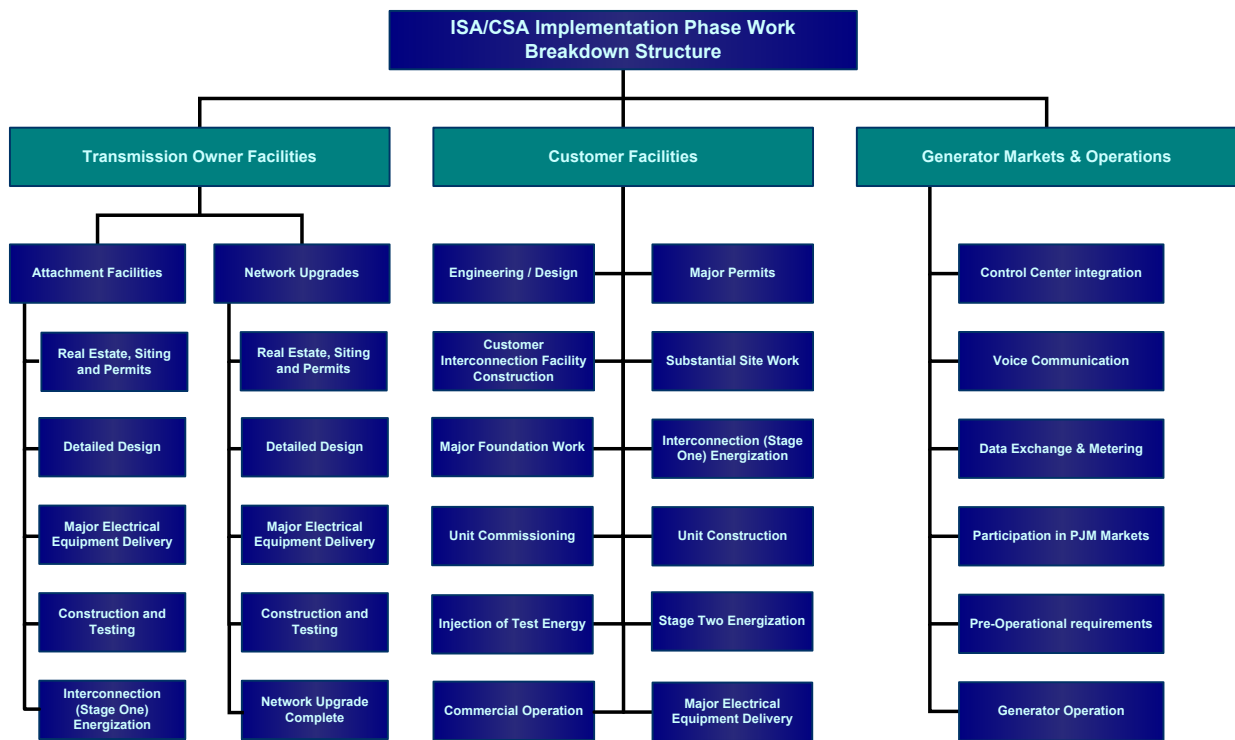 ISA/CSA Implementation Phase Work
Breakdown Structure
Transmission Owner Facilities
Customer Facilities
Generator Markets & Operations
Attachment Facilities
Network Upgrades
Engineering / Design
Major Permits
Control Center integration
Real Estate, Siting
and Permits
Real Estate, Siting
and Permits
Customer
Interconnection Facility
Construction
Substantial Site Work
Voice Communication
Detailed Design
Detailed Design
Major Foundation Work
Interconnection (Stage
One) Energization
Data Exchange & Metering
Major Electrical
Equipment Delivery
Major Electrical
Equipment Delivery
Unit Commissioning
Unit Construction
Participation in PJM Markets
Construction and
Testing
Construction and
Testing
Injection of Test Energy
Stage Two Energization
Pre-Operational requirements
Interconnection
(Stage One)
Energization
Network Upgrade
Complete
Commercial Operation
Major Electrical
Equipment Delivery
Generator Operation